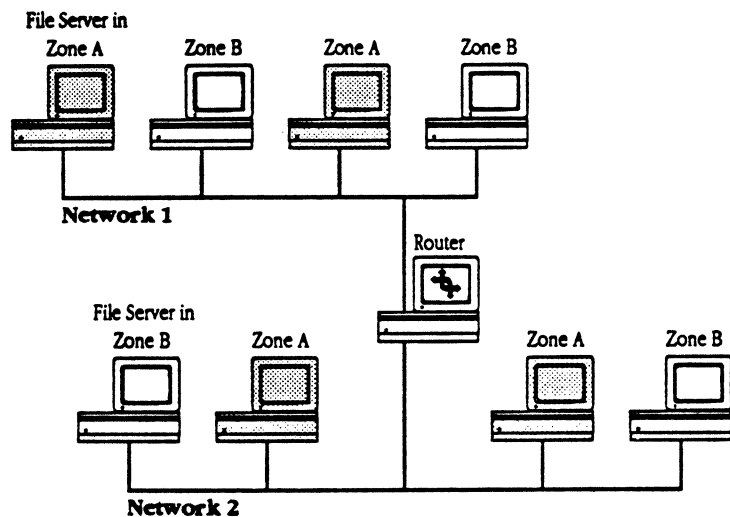 File Server in
Zone A Zone B Zone A Zone B
Network 1
Router
File Server in
Zone B Zone A Zone A Zone B
Network 2